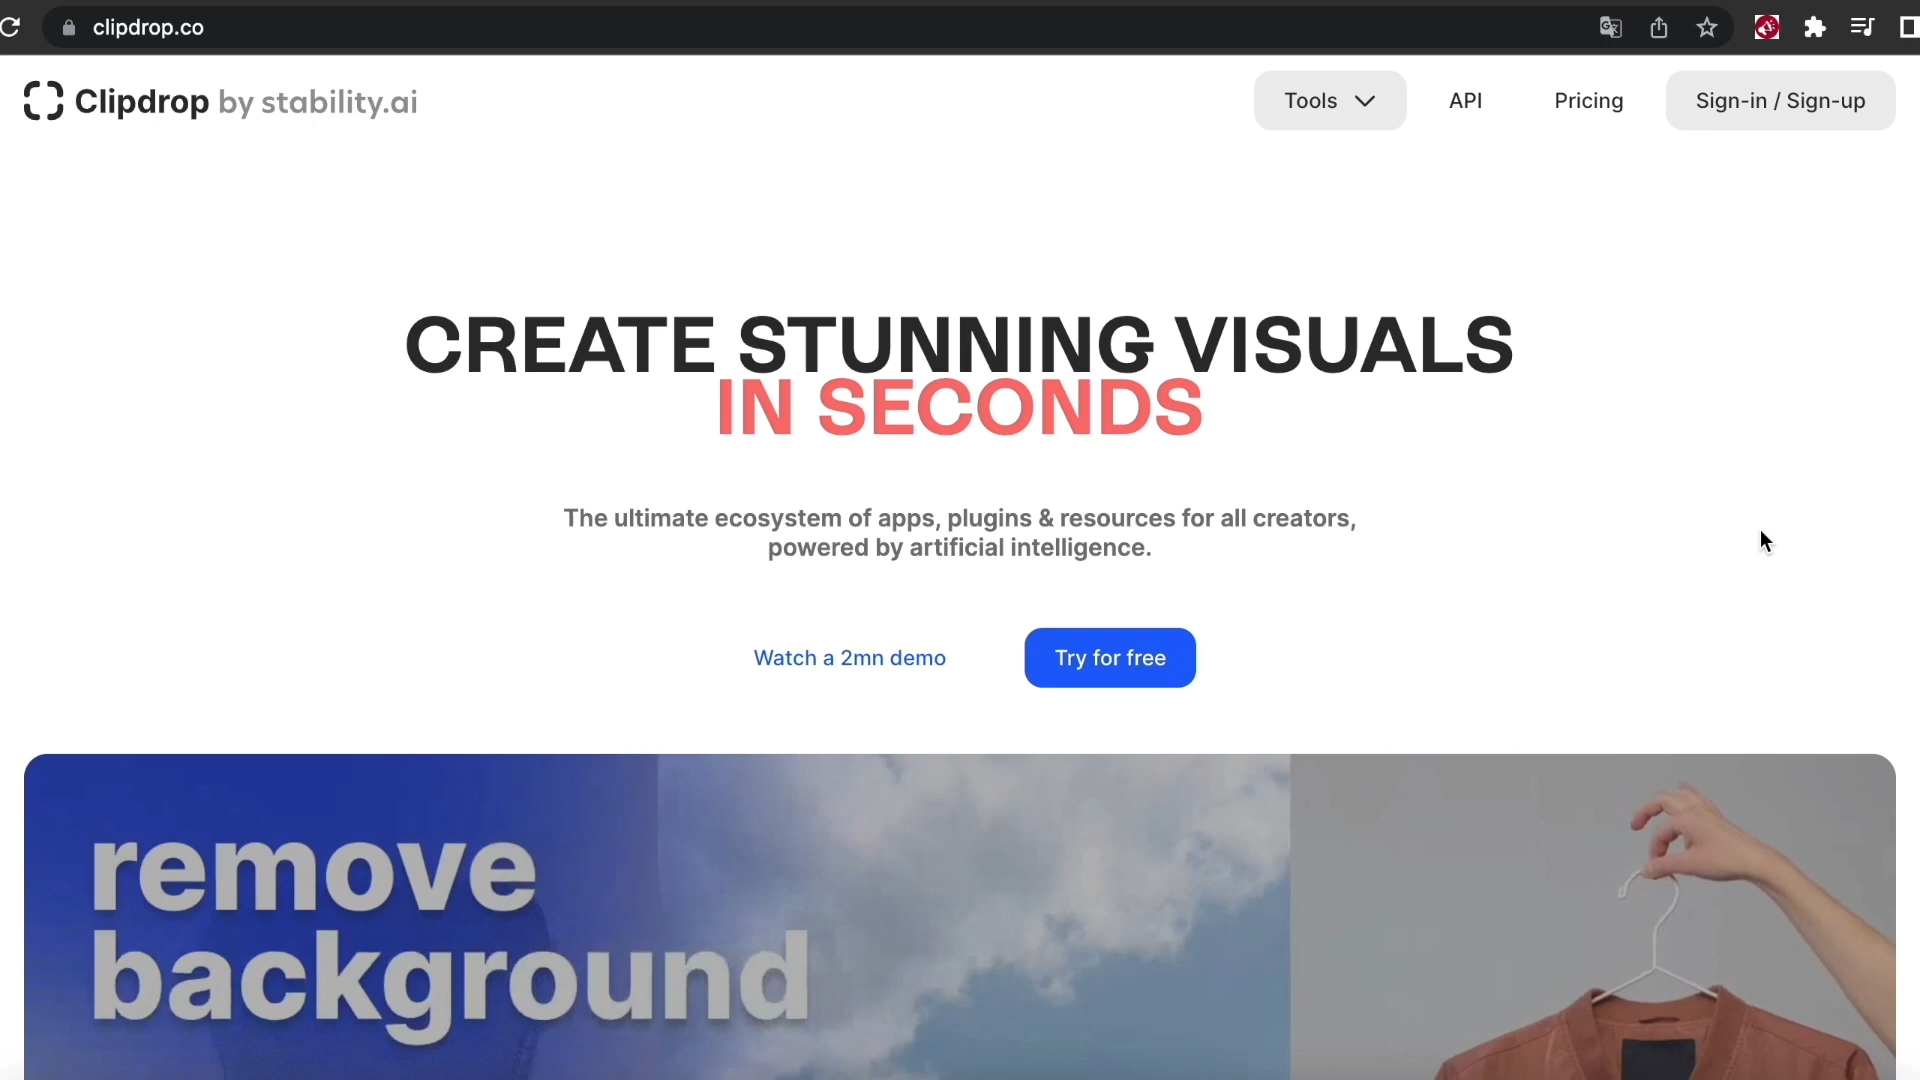 clipdrop.co
Clipdrop by stability.ai
Tools
API
Pricing
Sign-in / Sign-up
CREATE STUNNING VISUALS
IN SECONDS
The ultimate ecosystem of apps, plugins & resources for all creators,
powered by artificial intelligence.
Watch a 2mn demo
Try for free
remove
background